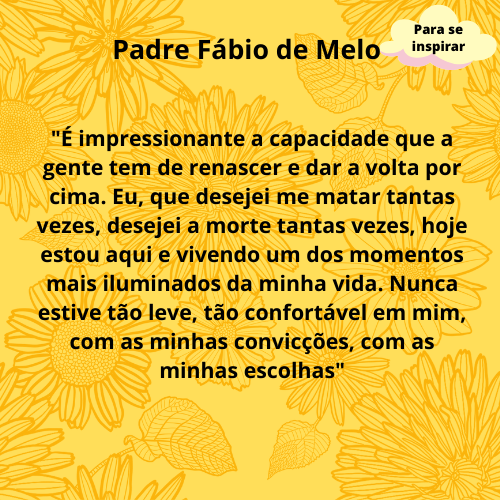 Para se
inspirar
Padre Fábio de Melo
"É impressionante a capacidade que a
gente tem de renascer e dar a volta por
cima. Eu, que desejei me matar tantas
vezes, desejei a morte tantas vezes, hoje
estou aqui e vivendo um dos momentos
mais iluminados da minha vida. Nunca
estive tão leve, tão confortável em mim,
com as minhas convicções, com as
minhas escolhas"